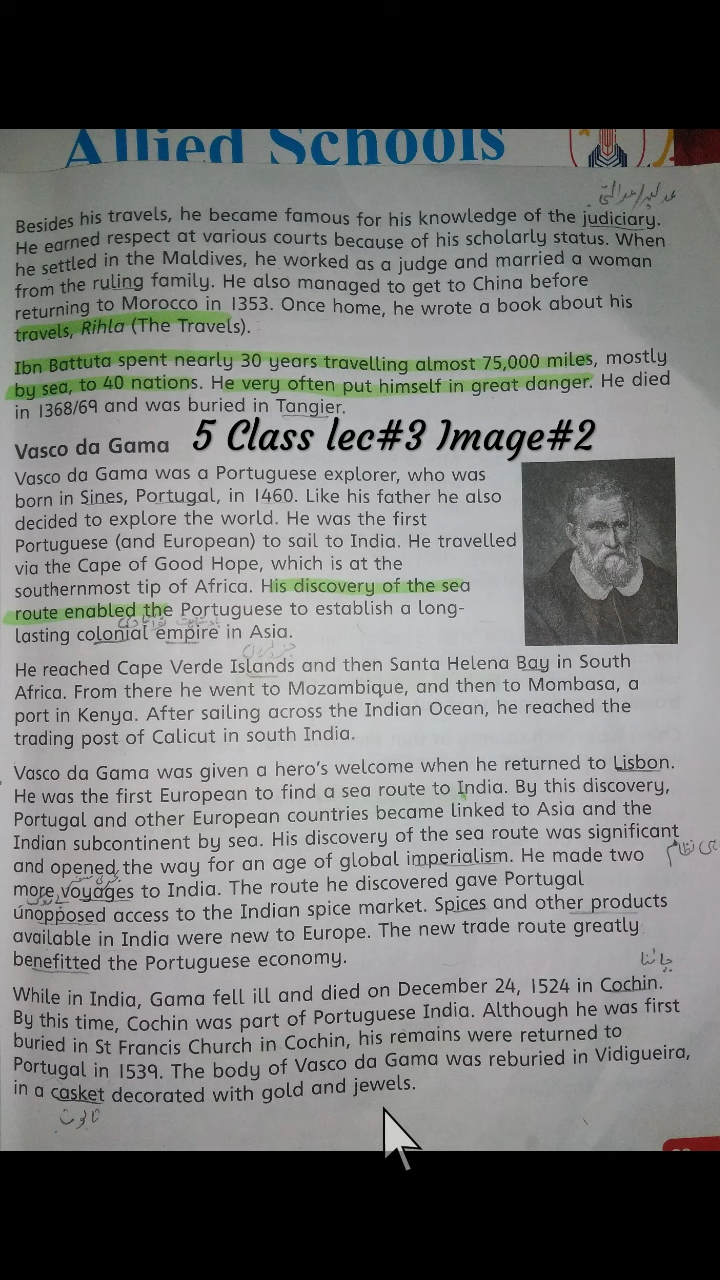 Allied Schools
عدلیہ/عدالتی
Besides his travels, he became famous for his knowledge of the judiciary.
He earned respect at various courts because of his scholarly status. When
he settled in the Maldives, he worked as a judge and married a woman
from the ruling family. He also managed to get to China before
returning to Morocco in 1353. Once home, he wrote a book about his
travels, Rihla (The Travels).
Ibn Battuta spent nearly 30 years travelling almost 75,000 miles, mostly
by sea, to 40 nations. He very often put himself in great danger. He died
in 1368/69 and was buried in Tangier.
Vasco da Gama 5 Class lec#3 Image#2
Vasco da Gama was a Portuguese explorer, who was
born in Sines, Portugal, in 1460. Like his father he also
decided to explore the world. He was the first
Portuguese (and European) to sail to India. He travelled
via the Cape of Good Hope, which is at the
southernmost tip of Africa. His discovery of the sea
route enabled the Portuguese to establish a long-
lasting colonial empire in Asia.
He reached Cape Verde Islands and then Santa Helena Bay in South
Africa. From there he went to Mozambique, and then to Mombasa, a
port in Kenya. After sailing across the Indian Ocean, he reached the
trading post of Calicut in south India.
Vasco da Gama was given a hero's welcome when he returned to Lisbon.
He was the first European to find a sea route to India. By this discovery,
Portugal and other European countries became linked to Asia and the
Indian subcontinent by sea. His discovery of the sea route was significant
and opened the way for an age of global imperialism. He made two
more voyages to India. The route he discovered gave Portugal
unopposed access to the Indian spice market. Spices and other products
available in India were new to Europe. The new trade route greatly
benefitted the Portuguese economy.
While in India, Gama fell ill and died on December 24, 1524 in Cochin.
By this time, Cochin was part of Portuguese India. Although he was first
buried in St Francis Church in Cochin, his remains were returned to
Portugal in 1539. The body of Vasco da Gama was reburied in Vidigueira,
in a casket decorated with gold and jewels.
تابوت